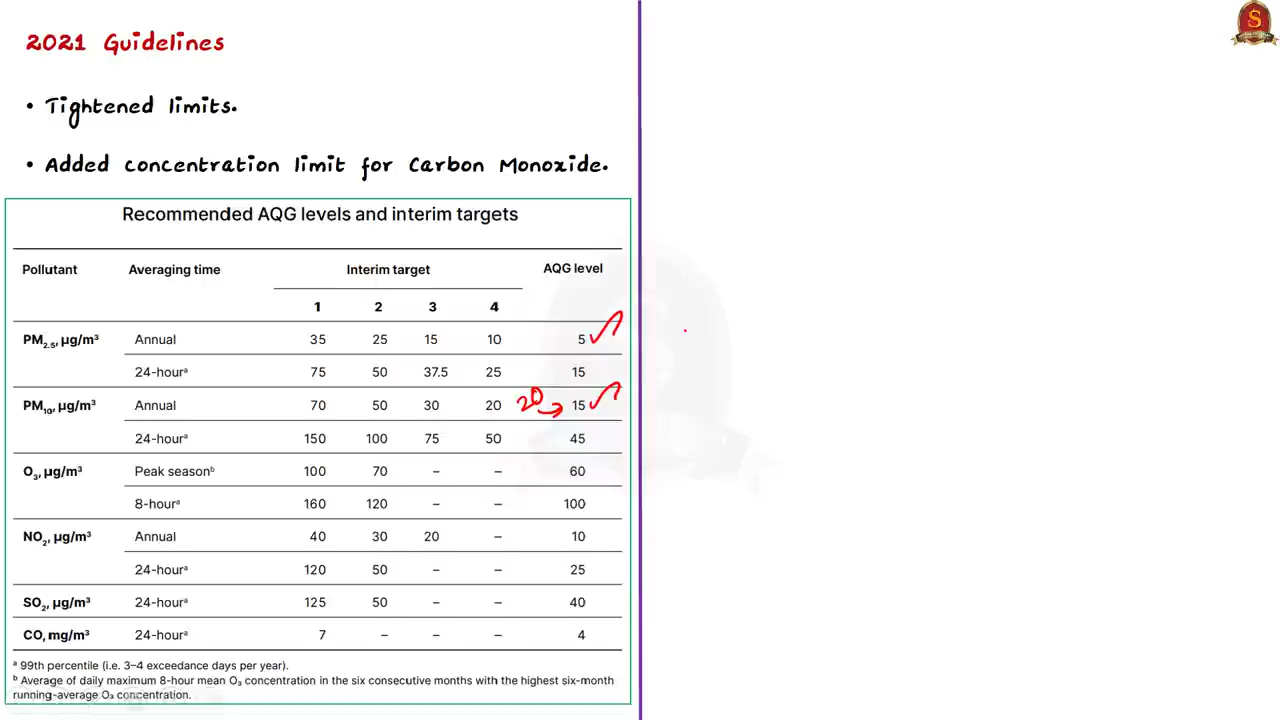 2021 Guidelines
• Tightened limits.
• Added concentration limit for Carbon Monoxide.
Recommended AQG levels and interim targets
Pollutant Averaging time Interim target AQG level
1 2 3 4
PM2.5, µg/m³ Annual 35 25 15 10 5
24-hourᵃ 75 50 37.5 25 15
PM10, µg/m³ Annual 70 50 30 20 20 → 15
24-hourᵃ 150 100 75 50 45
O3, µg/m³ Peak seasonᵇ 100 70 – – 60
8-hourᵃ 160 120 – – 100
NO2, µg/m³ Annual 40 30 20 – 10
24-hourᵃ 120 50 – – 25
SO2, µg/m³ 24-hourᵃ 125 50 – – 40
CO, mg/m³ 24-hourᵃ 7 – – – 4
ᵃ 99th percentile (i.e. 3–4 exceedance days per year).
ᵇ Average of daily maximum 8-hour mean O₃ concentration in the six consecutive months with the highest six-month
running-average O₃ concentration.
S